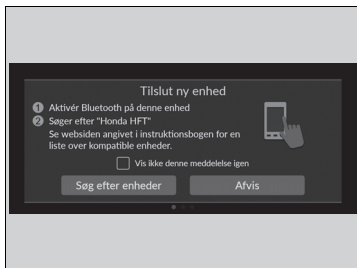 Tilslut ny enhed
1 Aktivér Bluetooth på denne enhed
2 Søger efter "Honda HFT"
Se websiden angivet i instruktionsbogen for en
liste over kompatible enheder.
Vis ikke denne meddelelse igen
Søg efter enheder
Afvis